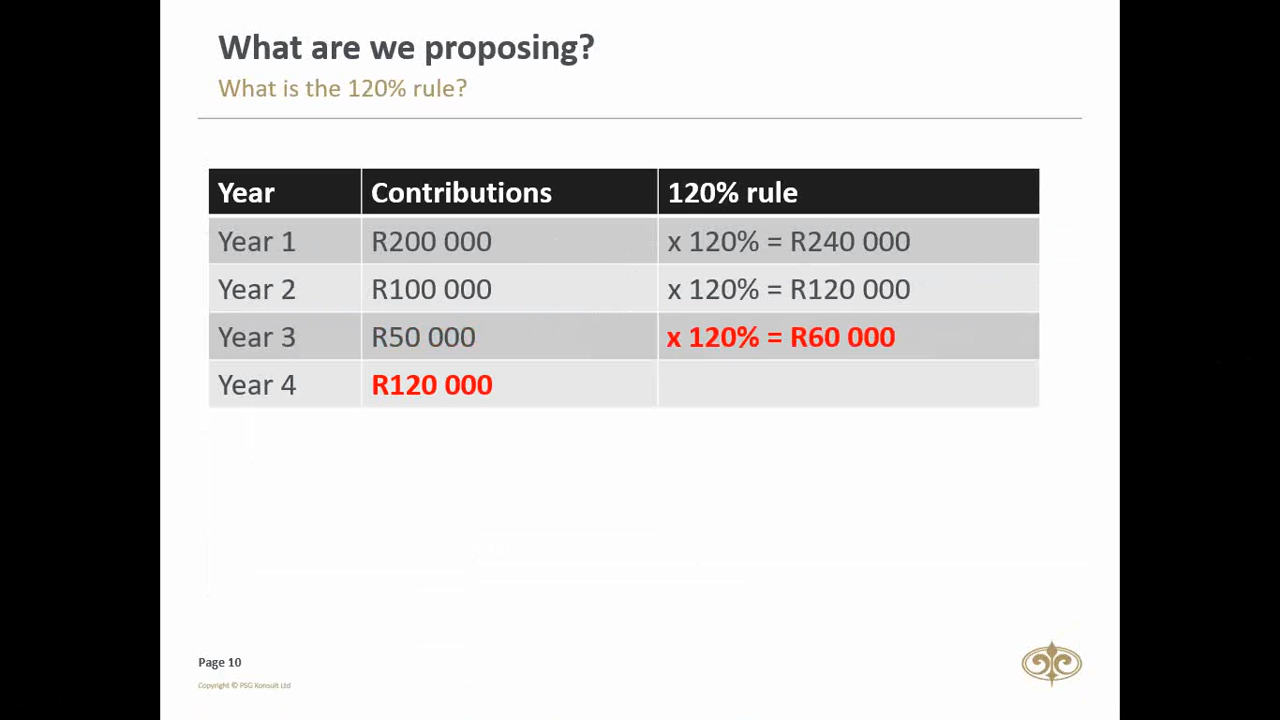 What are we proposing?
What is the 120% rule?
Year Contributions 120% rule
Year 1 R200 000 x 120% = R240 000
Year 2 R100 000 x 120% = R120 000
Year 3 R50 000 x 120% = R60 000
Year 4 R120 000
Page 10
Copyright © PSG Konsult Ltd